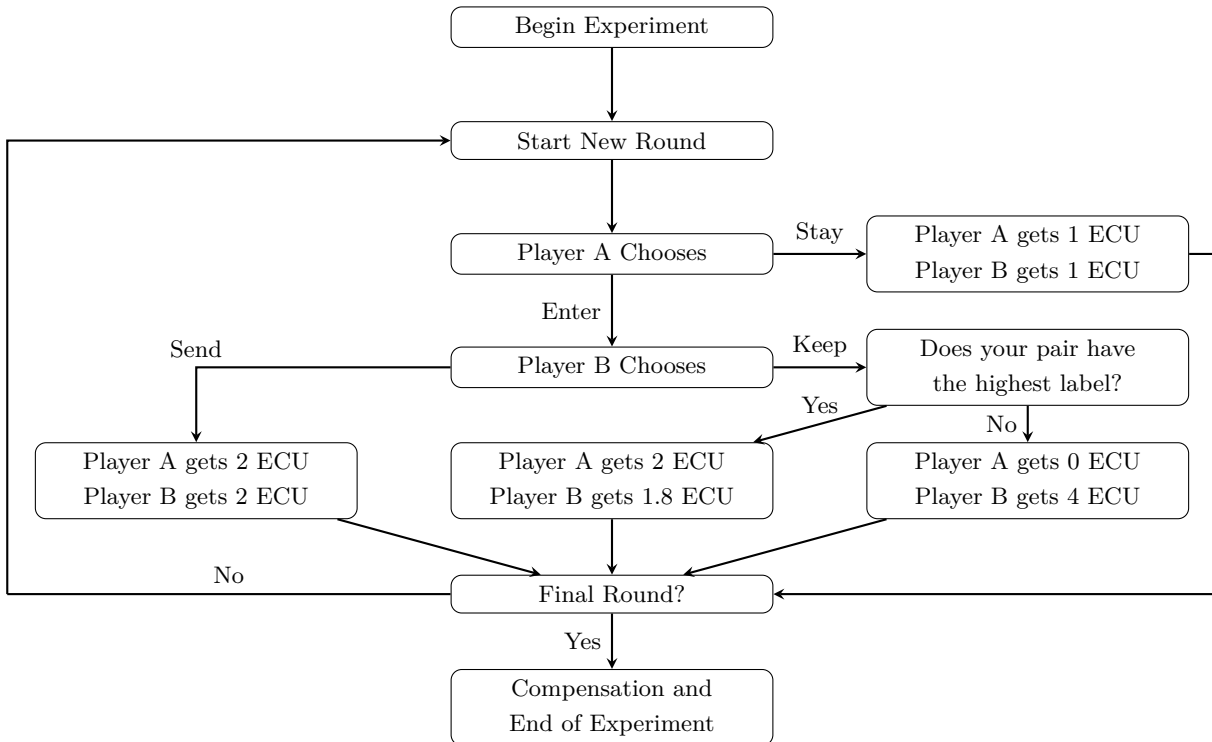 Begin Experiment
Start New Round
Player A Chooses
Stay
Player A gets 1 ECU
Player B gets 1 ECU
Enter
Send
Player B Chooses
Keep
Does your pair have
the highest label?
Yes
No
Player A gets 2 ECU
Player B gets 2 ECU
Player A gets 2 ECU
Player B gets 1.8 ECU
Player A gets 0 ECU
Player B gets 4 ECU
No
Final Round?
Yes
Compensation and
End of Experiment